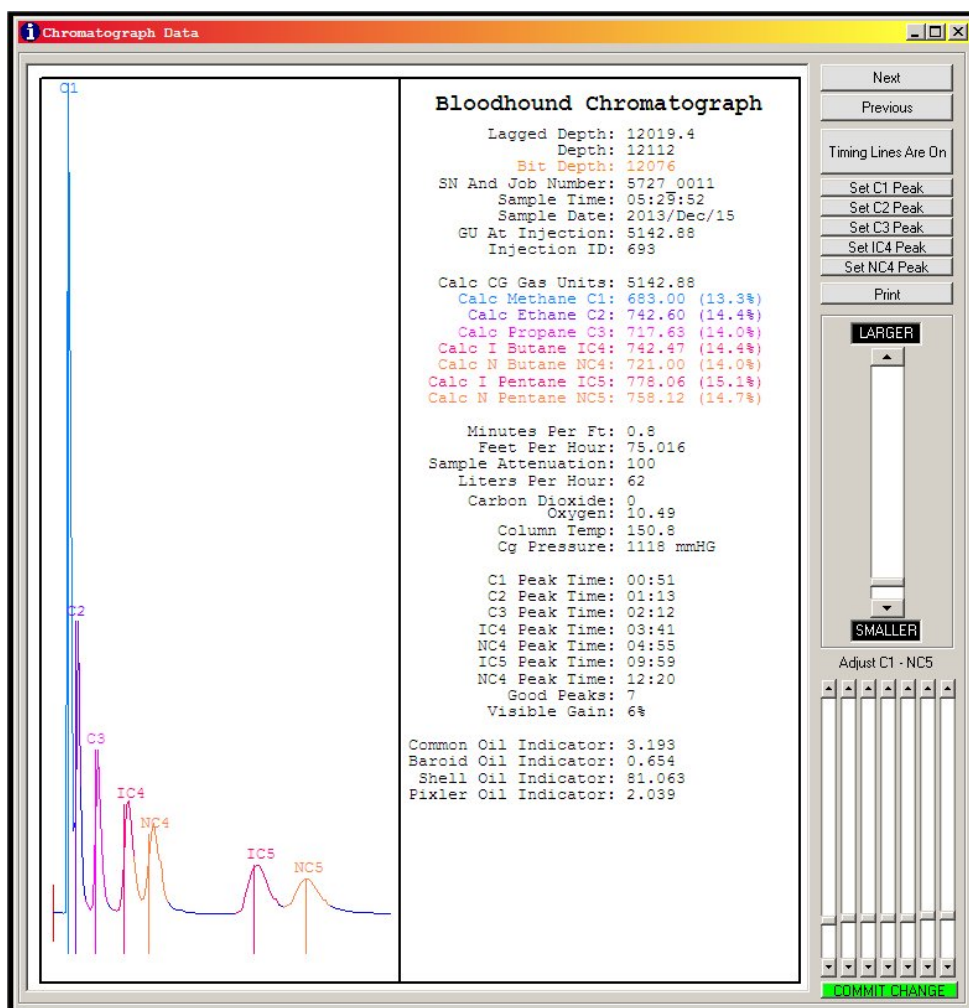 Chromatograph Data
C1
C2
C3
IC4
NC4
IC5
NC5
Bloodhound Chromatograph
Lagged Depth: 12019.4
Depth: 12112
Bit Depth: 12076
SN And Job Number: 5727_0011
Sample Time: 05:29:52
Sample Date: 2013/Dec/15
GU At Injection: 5142.88
Injection ID: 693
Calc CG Gas Units: 5142.88
Calc Methane C1: 683.00 (13.3%)
Calc Ethane C2: 742.60 (14.4%)
Calc Propane C3: 717.63 (14.0%)
Calc I Butane IC4: 742.47 (14.4%)
Calc N Butane NC4: 721.00 (14.0%)
Calc I Pentane IC5: 778.06 (15.1%)
Calc N Pentane NC5: 758.12 (14.7%)
Minutes Per Ft: 0.8
Feet Per Hour: 75.016
Sample Attenuation: 100
Liters Per Hour: 62
Carbon Dioxide: 0
Oxygen: 10.49
Column Temp: 150.8
Cg Pressure: 1118 mmHG
C1 Peak Time: 00:51
C2 Peak Time: 01:13
C3 Peak Time: 02:12
IC4 Peak Time: 03:41
NC4 Peak Time: 04:55
IC5 Peak Time: 09:59
NC4 Peak Time: 12:20
Good Peaks: 7
Visible Gain: 6%
Common Oil Indicator: 3.193
Baroid Oil Indicator: 0.654
Shell Oil Indicator: 81.063
Pixler Oil Indicator: 2.039
Next
Previous
Timing Lines Are On
Set C1 Peak
Set C2 Peak
Set C3 Peak
Set IC4 Peak
Set NC4 Peak
Print
LARGER
SMALLER
Adjust C1 - NC5
COMMIT CHANGE